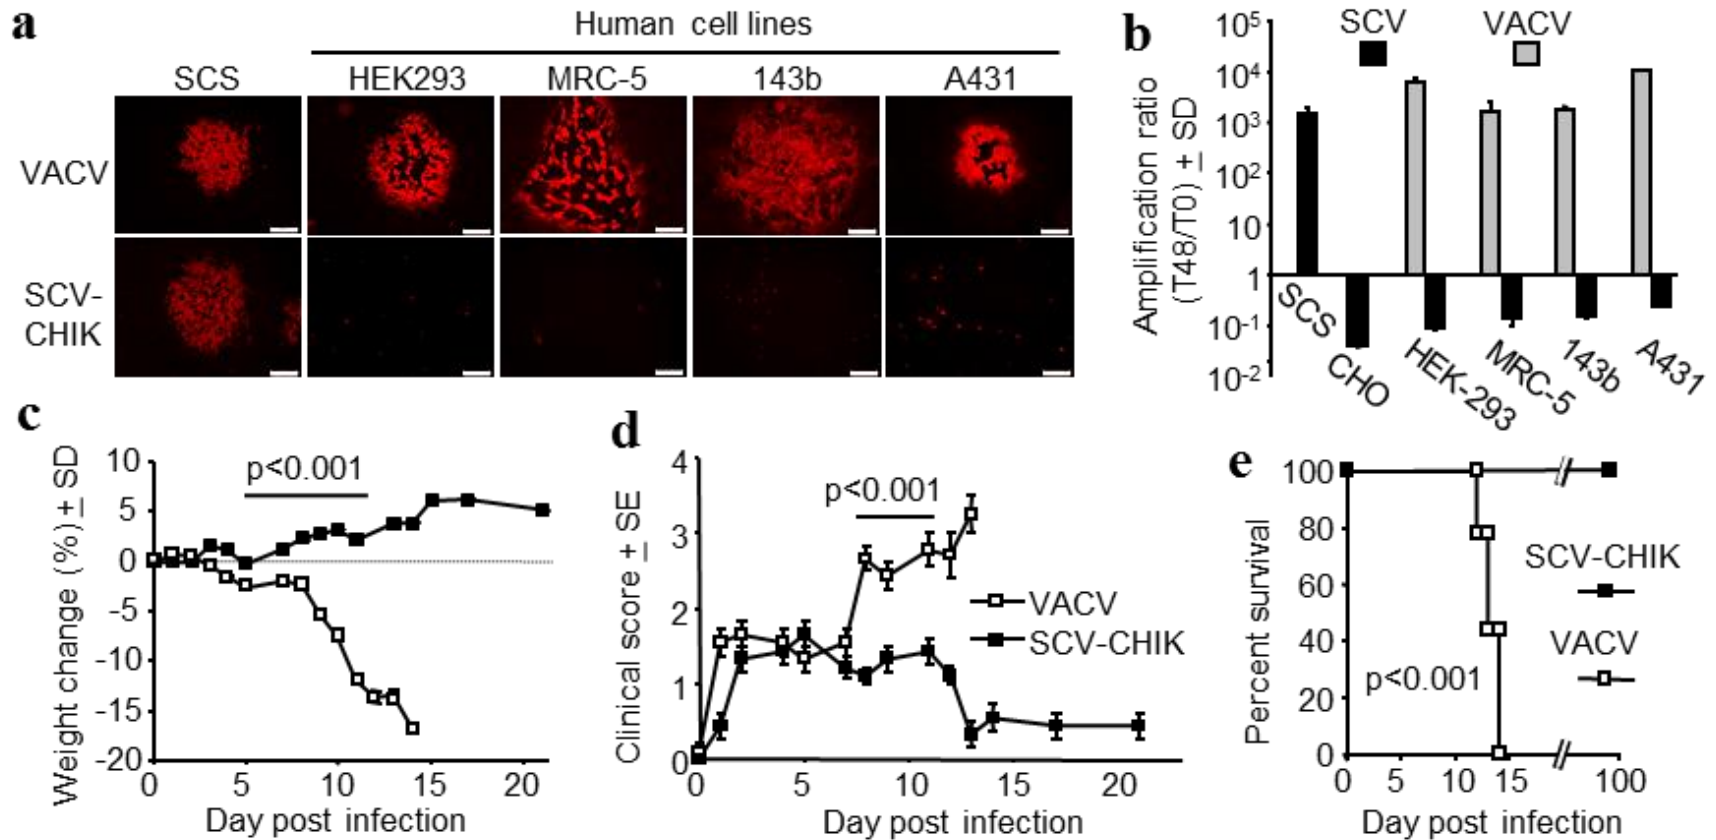 a
Human cell lines
SCS HEK293 MRC-5 143b A431
VACV
SCV-
CHIK
b
SCV VACV
Amplification ratio
(T48/T0) ± SD
10⁵
10⁴
10³
10²
10
1
10⁻¹
10⁻²
SCS
CHO
HEK-293
MRC-5
143b
A431
c
Weight change (%) ± SD
10
5
0
-5
-10
-15
-20
p<0.001
0 5 10 15 20
Day post infection
d
Clinical score ± SE
4
3
2
1
0
p<0.001
VACV
SCV-CHIK
5 10 15 20
Day post infection
e
Percent survival
100
80
60
40
20
0
SCV-CHIK
VACV
p<0.001
0 5 10 15 100
Day post infection